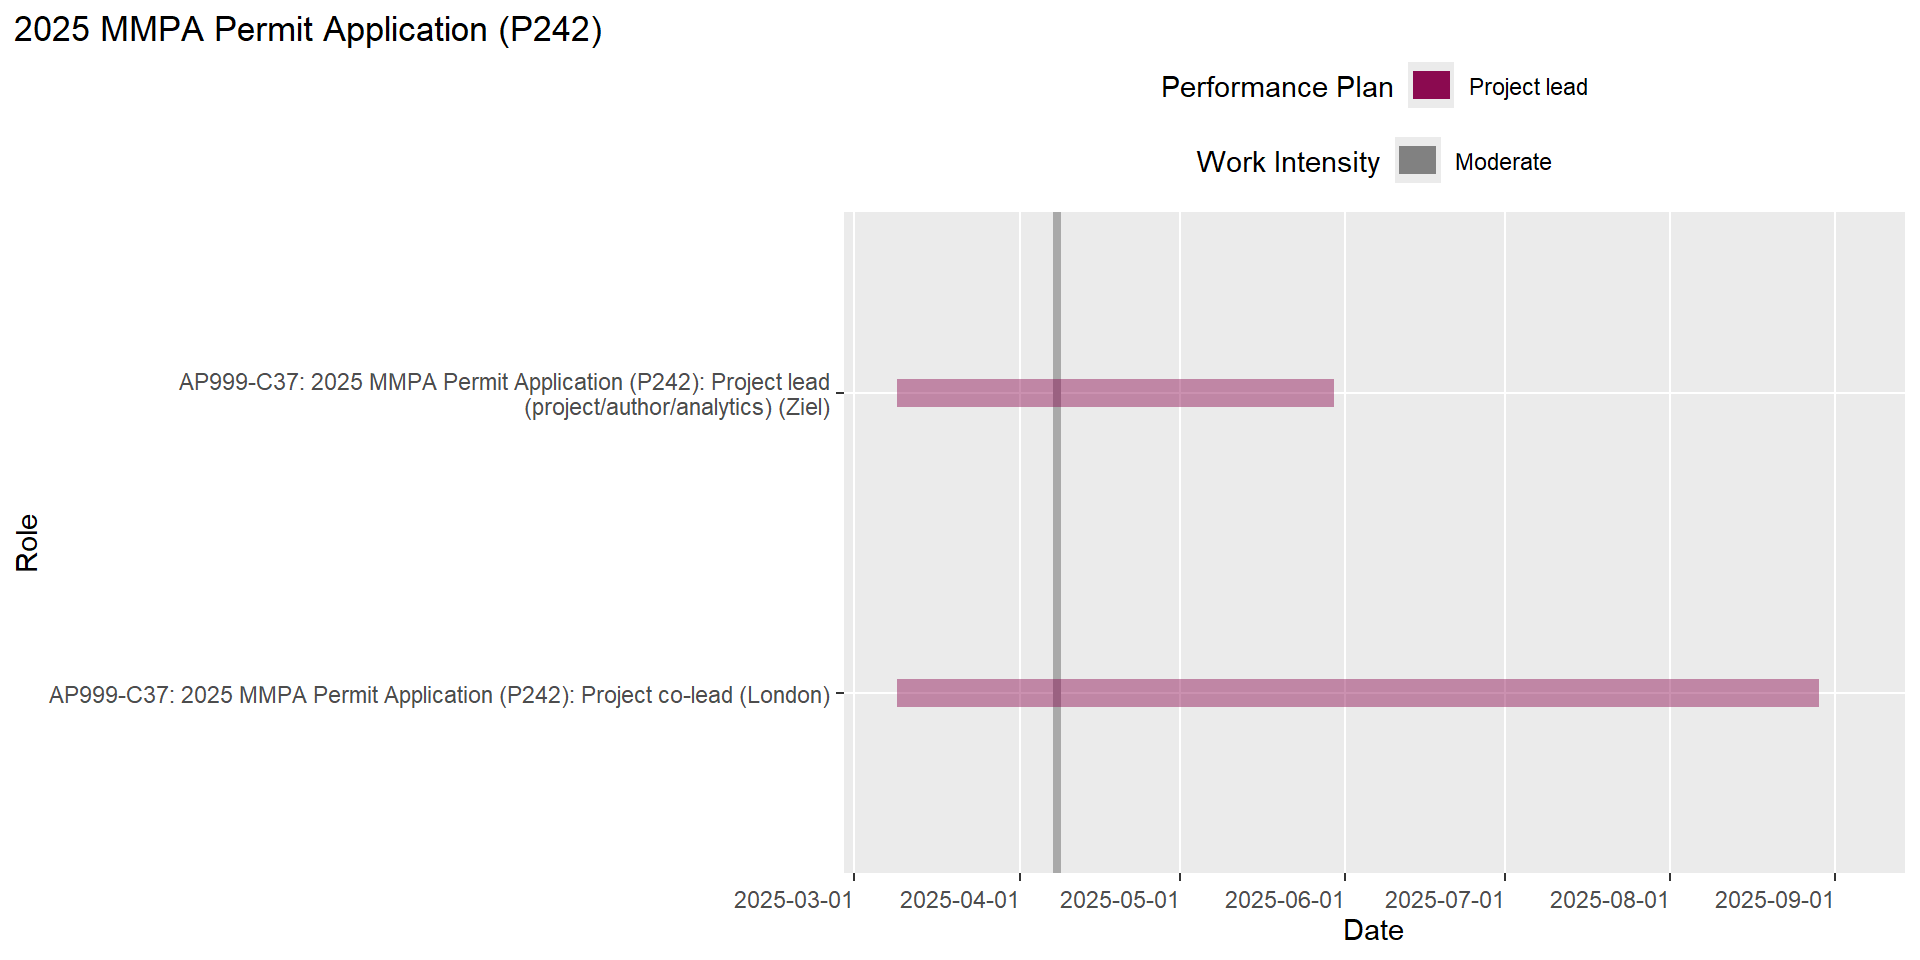 2025 MMPA Permit Application (P242)
Performance Plan Project lead
Work Intensity Moderate
AP999-C37: 2025 MMPA Permit Application (P242): Project lead
(project/author/analytics) (Ziel)
Role
AP999-C37: 2025 MMPA Permit Application (P242): Project co-lead (London)
2025-03-01 2025-04-01 2025-05-01 2025-06-01 2025-07-01 2025-08-01 2025-09-01
Date